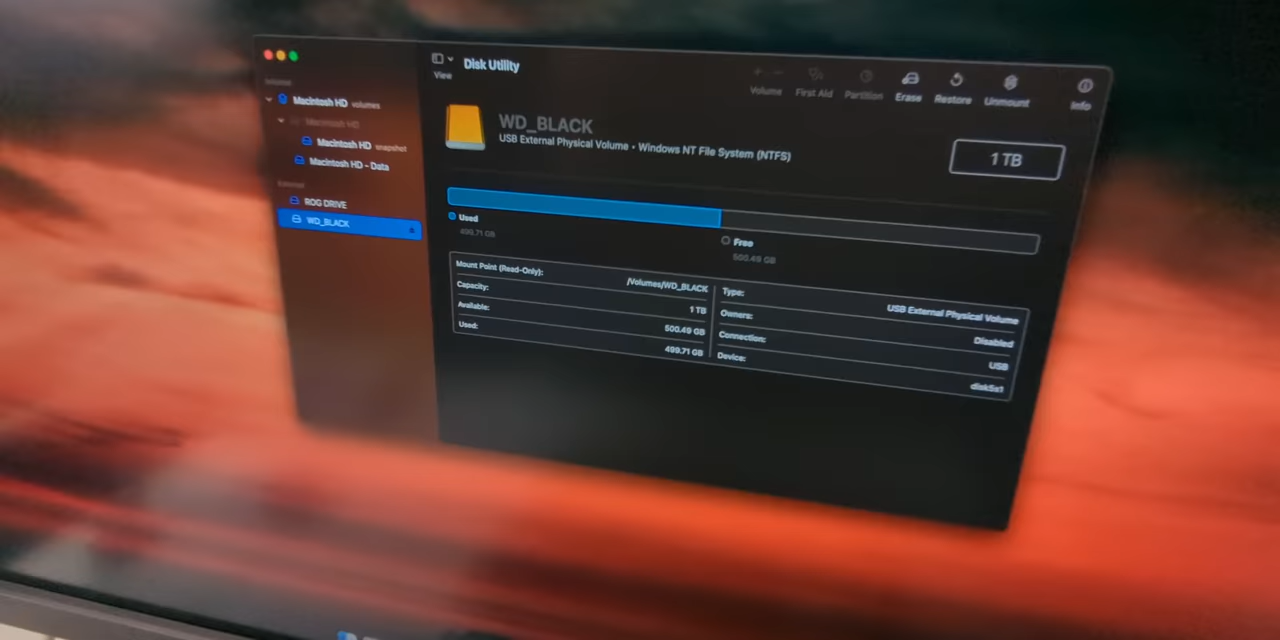 Disk Utility
View
Volume
First Aid
Partition
Erase
Restore
Unmount
Info
Internal
Macintosh HD volumes
Macintosh HD
Macintosh HD snapshot
Macintosh HD - Data
External
ROG DRIVE
WD_BLACK
WD_BLACK
USB External Physical Volume • Windows NT File System (NTFS)
1 TB
Used
499.71 GB
Free
500.49 GB
Mount Point (Read-Only): /Volumes/WD_BLACK
Capacity: 1 TB
Available: 500.49 GB
Used: 499.71 GB
Type: USB External Physical Volume
Owners: Disabled
Connection: USB
Device: disk5s1